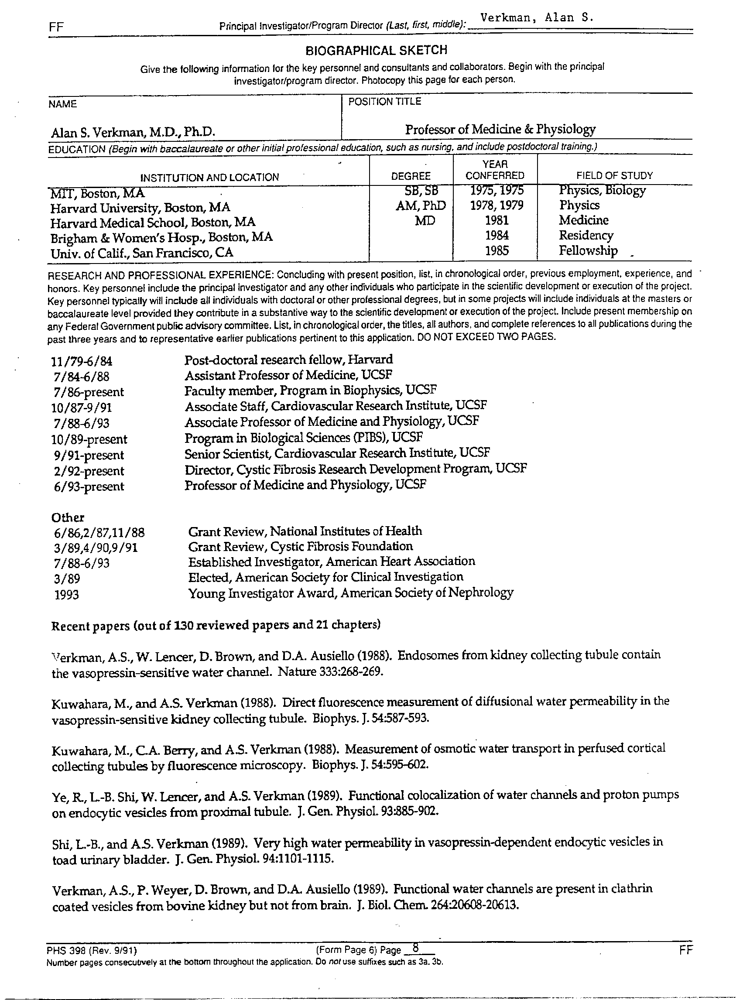 FF
Principal Investigator/Program Director (Last, first, middle): Verkman, Alan S.
BIOGRAPHICAL SKETCH
Give the following information for the key personnel and consultants and collaborators. Begin with the principal
investigator/program director. Photocopy this page for each person.
NAME
POSITION TITLE
Alan S. Verkman, M.D., Ph.D.
Professor of Medicine & Physiology
EDUCATION (Begin with baccalaureate or other initial professional education, such as nursing, and include postdoctoral training.)
INSTITUTION AND LOCATION DEGREE YEAR CONFERRED FIELD OF STUDY
MIT, Boston, MA SB, SB 1975, 1975 Physics, Biology
Harvard University, Boston, MA AM, PhD 1978, 1979 Physics
Harvard Medical School, Boston, MA MD 1981 Medicine
Brigham & Women's Hosp., Boston, MA 1984 Residency
Univ. of Calif., San Francisco, CA 1985 Fellowship
RESEARCH AND PROFESSIONAL EXPERIENCE: Concluding with present position, list, in chronological order, previous employment, experience, and
honors. Key personnel include the principal investigator and any other individuals who participate in the scientific development or execution of the project.
Key personnel typically will include all individuals with doctoral or other professional degrees, but in some projects will include individuals at the masters or
baccalaureate level provided they contribute in a substantive way to the scientific development or execution of the project. Include present membership on
any Federal Government public advisory committee. List, in chronological order, the titles, all authors, and complete references to all publications during the
past three years and to representative earlier publications pertinent to this application. DO NOT EXCEED TWO PAGES.
11/79-6/84 Post-doctoral research fellow, Harvard
7/84-6/88 Assistant Professor of Medicine, UCSF
7/86-present Faculty member, Program in Biophysics, UCSF
10/87-9/91 Associate Staff, Cardiovascular Research Institute, UCSF
7/88-6/93 Associate Professor of Medicine and Physiology, UCSF
10/89-present Program in Biological Sciences (PIBS), UCSF
9/91-present Senior Scientist, Cardiovascular Research Institute, UCSF
2/92-present Director, Cystic Fibrosis Research Development Program, UCSF
6/93-present Professor of Medicine and Physiology, UCSF
Other
6/86,2/87,11/88 Grant Review, National Institutes of Health
3/89,4/90,9/91 Grant Review, Cystic Fibrosis Foundation
7/88-6/93 Established Investigator, American Heart Association
3/89 Elected, American Society for Clinical Investigation
1993 Young Investigator Award, American Society of Nephrology
Recent papers (out of 130 reviewed papers and 21 chapters)
Verkman, A.S., W. Lencer, D. Brown, and D.A. Ausiello (1988). Endosomes from kidney collecting tubule contain
the vasopressin-sensitive water channel. Nature 333:268-269.
Kuwahara, M., and A.S. Verkman (1988). Direct fluorescence measurement of diffusional water permeability in the
vasopressin-sensitive kidney collecting tubule. Biophys. J. 54:587-593.
Kuwahara, M., C.A. Berry, and A.S. Verkman (1988). Measurement of osmotic water transport in perfused cortical
collecting tubules by fluorescence microscopy. Biophys. J. 54:595-602.
Ye, R., L.-B. Shi, W. Lencer, and A.S. Verkman (1989). Functional colocalization of water channels and proton pumps
on endocytic vesicles from proximal tubule. J. Gen. Physiol. 93:885-902.
Shi, L.-B., and A.S. Verkman (1989). Very high water permeability in vasopressin-dependent endocytic vesicles in
toad urinary bladder. J. Gen. Physiol. 94:1101-1115.
Verkman, A.S., P. Weyer, D. Brown, and D.A. Ausiello (1989). Functional water channels are present in clathrin
coated vesicles from bovine kidney but not from brain. J. Biol. Chem. 264:20608-20613.
PHS 398 (Rev. 9/91) (Form Page 6) Page 8 FF
Number pages consecutively at the bottom throughout the application. Do not use suffixes such as 3a, 3b.